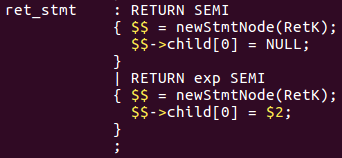 ret_stmt : RETURN SEMI
{ $$ = newStmtNode(RetK);
$$->child[0] = NULL;
}
| RETURN exp SEMI
{ $$ = newStmtNode(RetK);
$$->child[0] = $2;
}
;